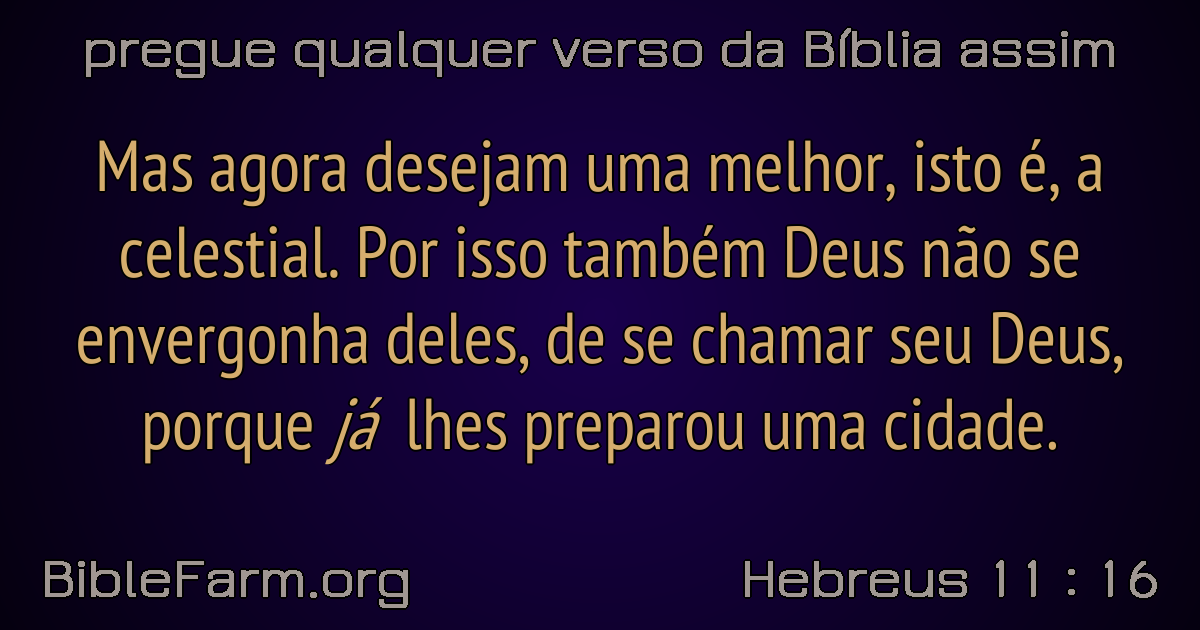 pregue qualquer verso da Bíblia assim
Mas agora desejam uma melhor, isto é, a
celestial. Por isso também Deus não se
envergonha deles, de se chamar seu Deus,
porque já lhes preparou uma cidade.
BibleFarm.org
Hebreus 11 : 16